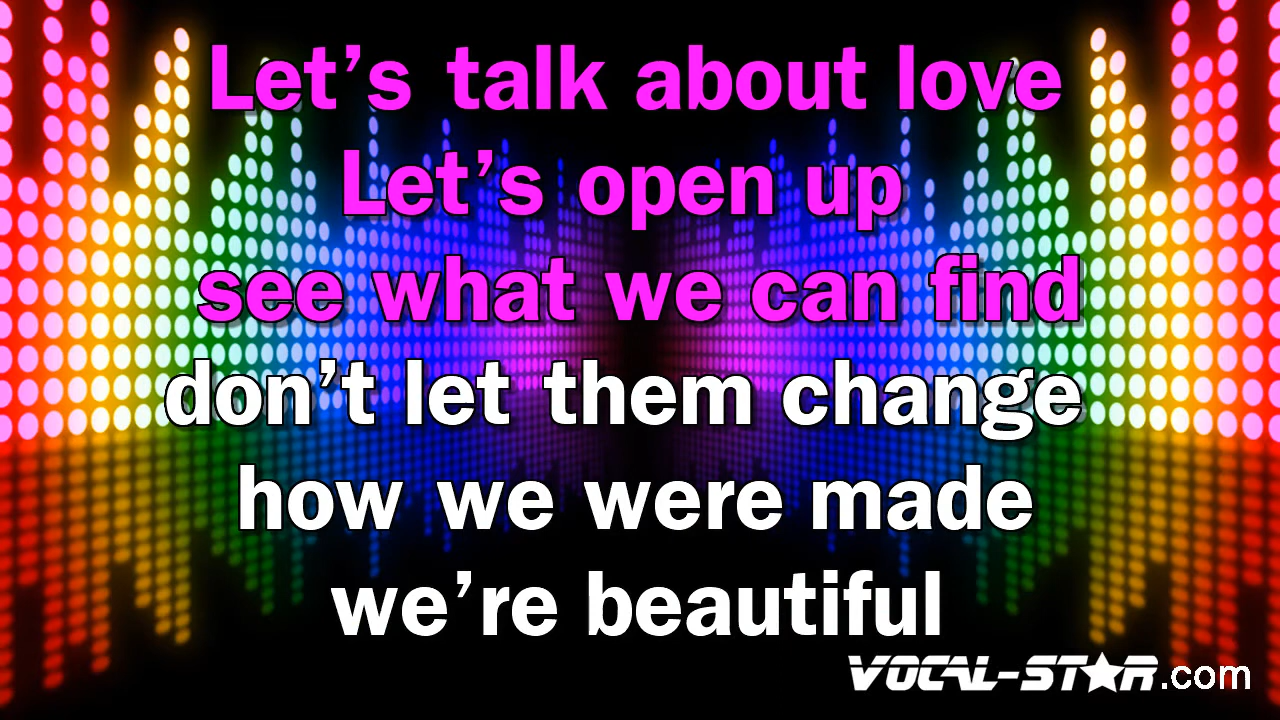 Let's talk about love
Let's open up
see what we can find
don't let them change
how we were made
we're beautiful
VOCAL-STAR.com